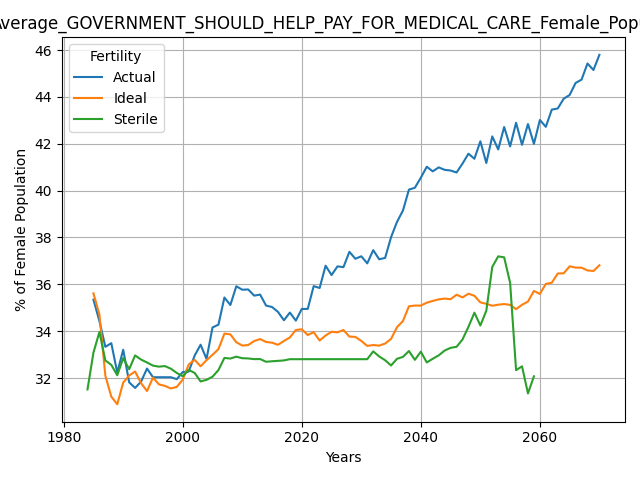 verage_GOVERNMENT_SHOULD_HELP_PAY_FOR_MEDICAL_CARE_Female_Popu
Fertility
Actual
Ideal
Sterile
46
44
42
40
38
36
34
32
% of Female Population
1980
2000
2020
2040
2060
Years